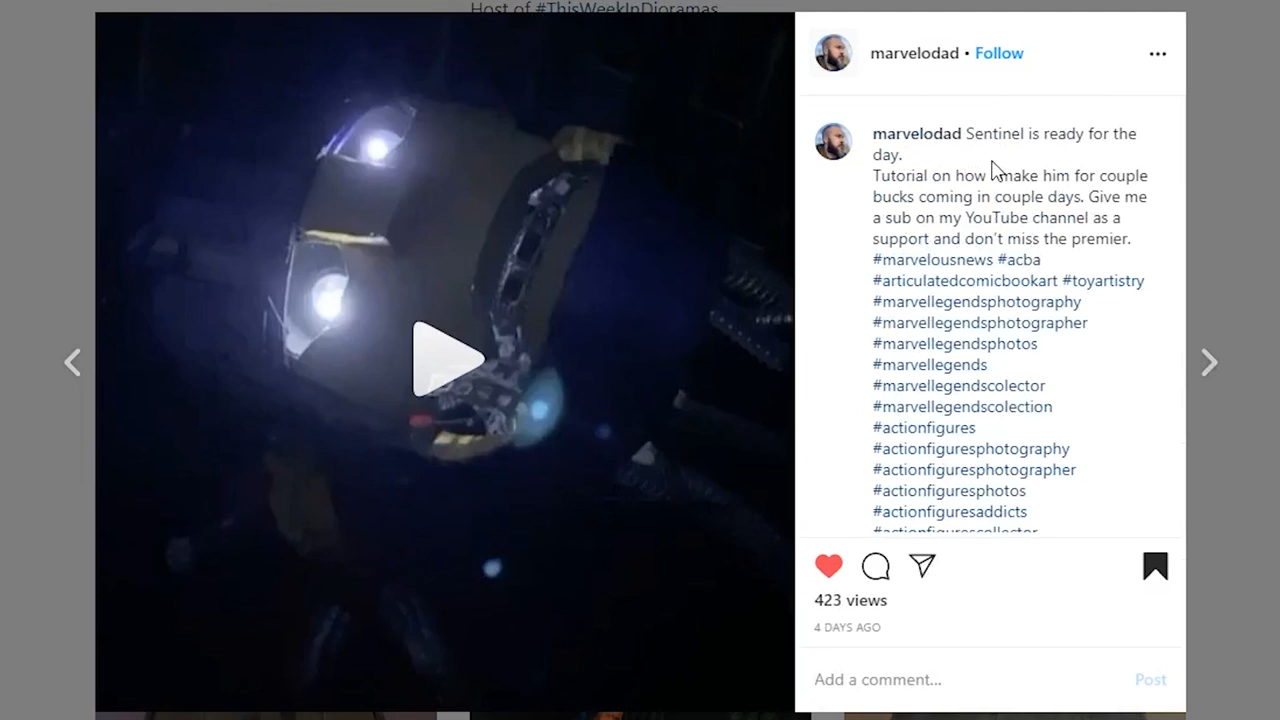 Host of #ThisWeekInDioramas
marvelodad • Follow
marvelodad Sentinel is ready for the
day.
Tutorial on how make him for couple
bucks coming in couple days. Give me
a sub on my YouTube channel as a
support and don't miss the premier.
#marvelousnews #acba
#articulatedcomicbookart #toyartistry
#marvellegendsphotography
#marvellegendsphotographer
#marvellegendsphotos
#marvellegends
#marvellegendscolector
#marvellegendscolection
#actionfigures
#actionfiguresphotography
#actionfiguresphotographer
#actionfiguresphotos
#actionfiguresaddicts
#actionfigurescollector
423 views
4 DAYS AGO
Add a comment... Post